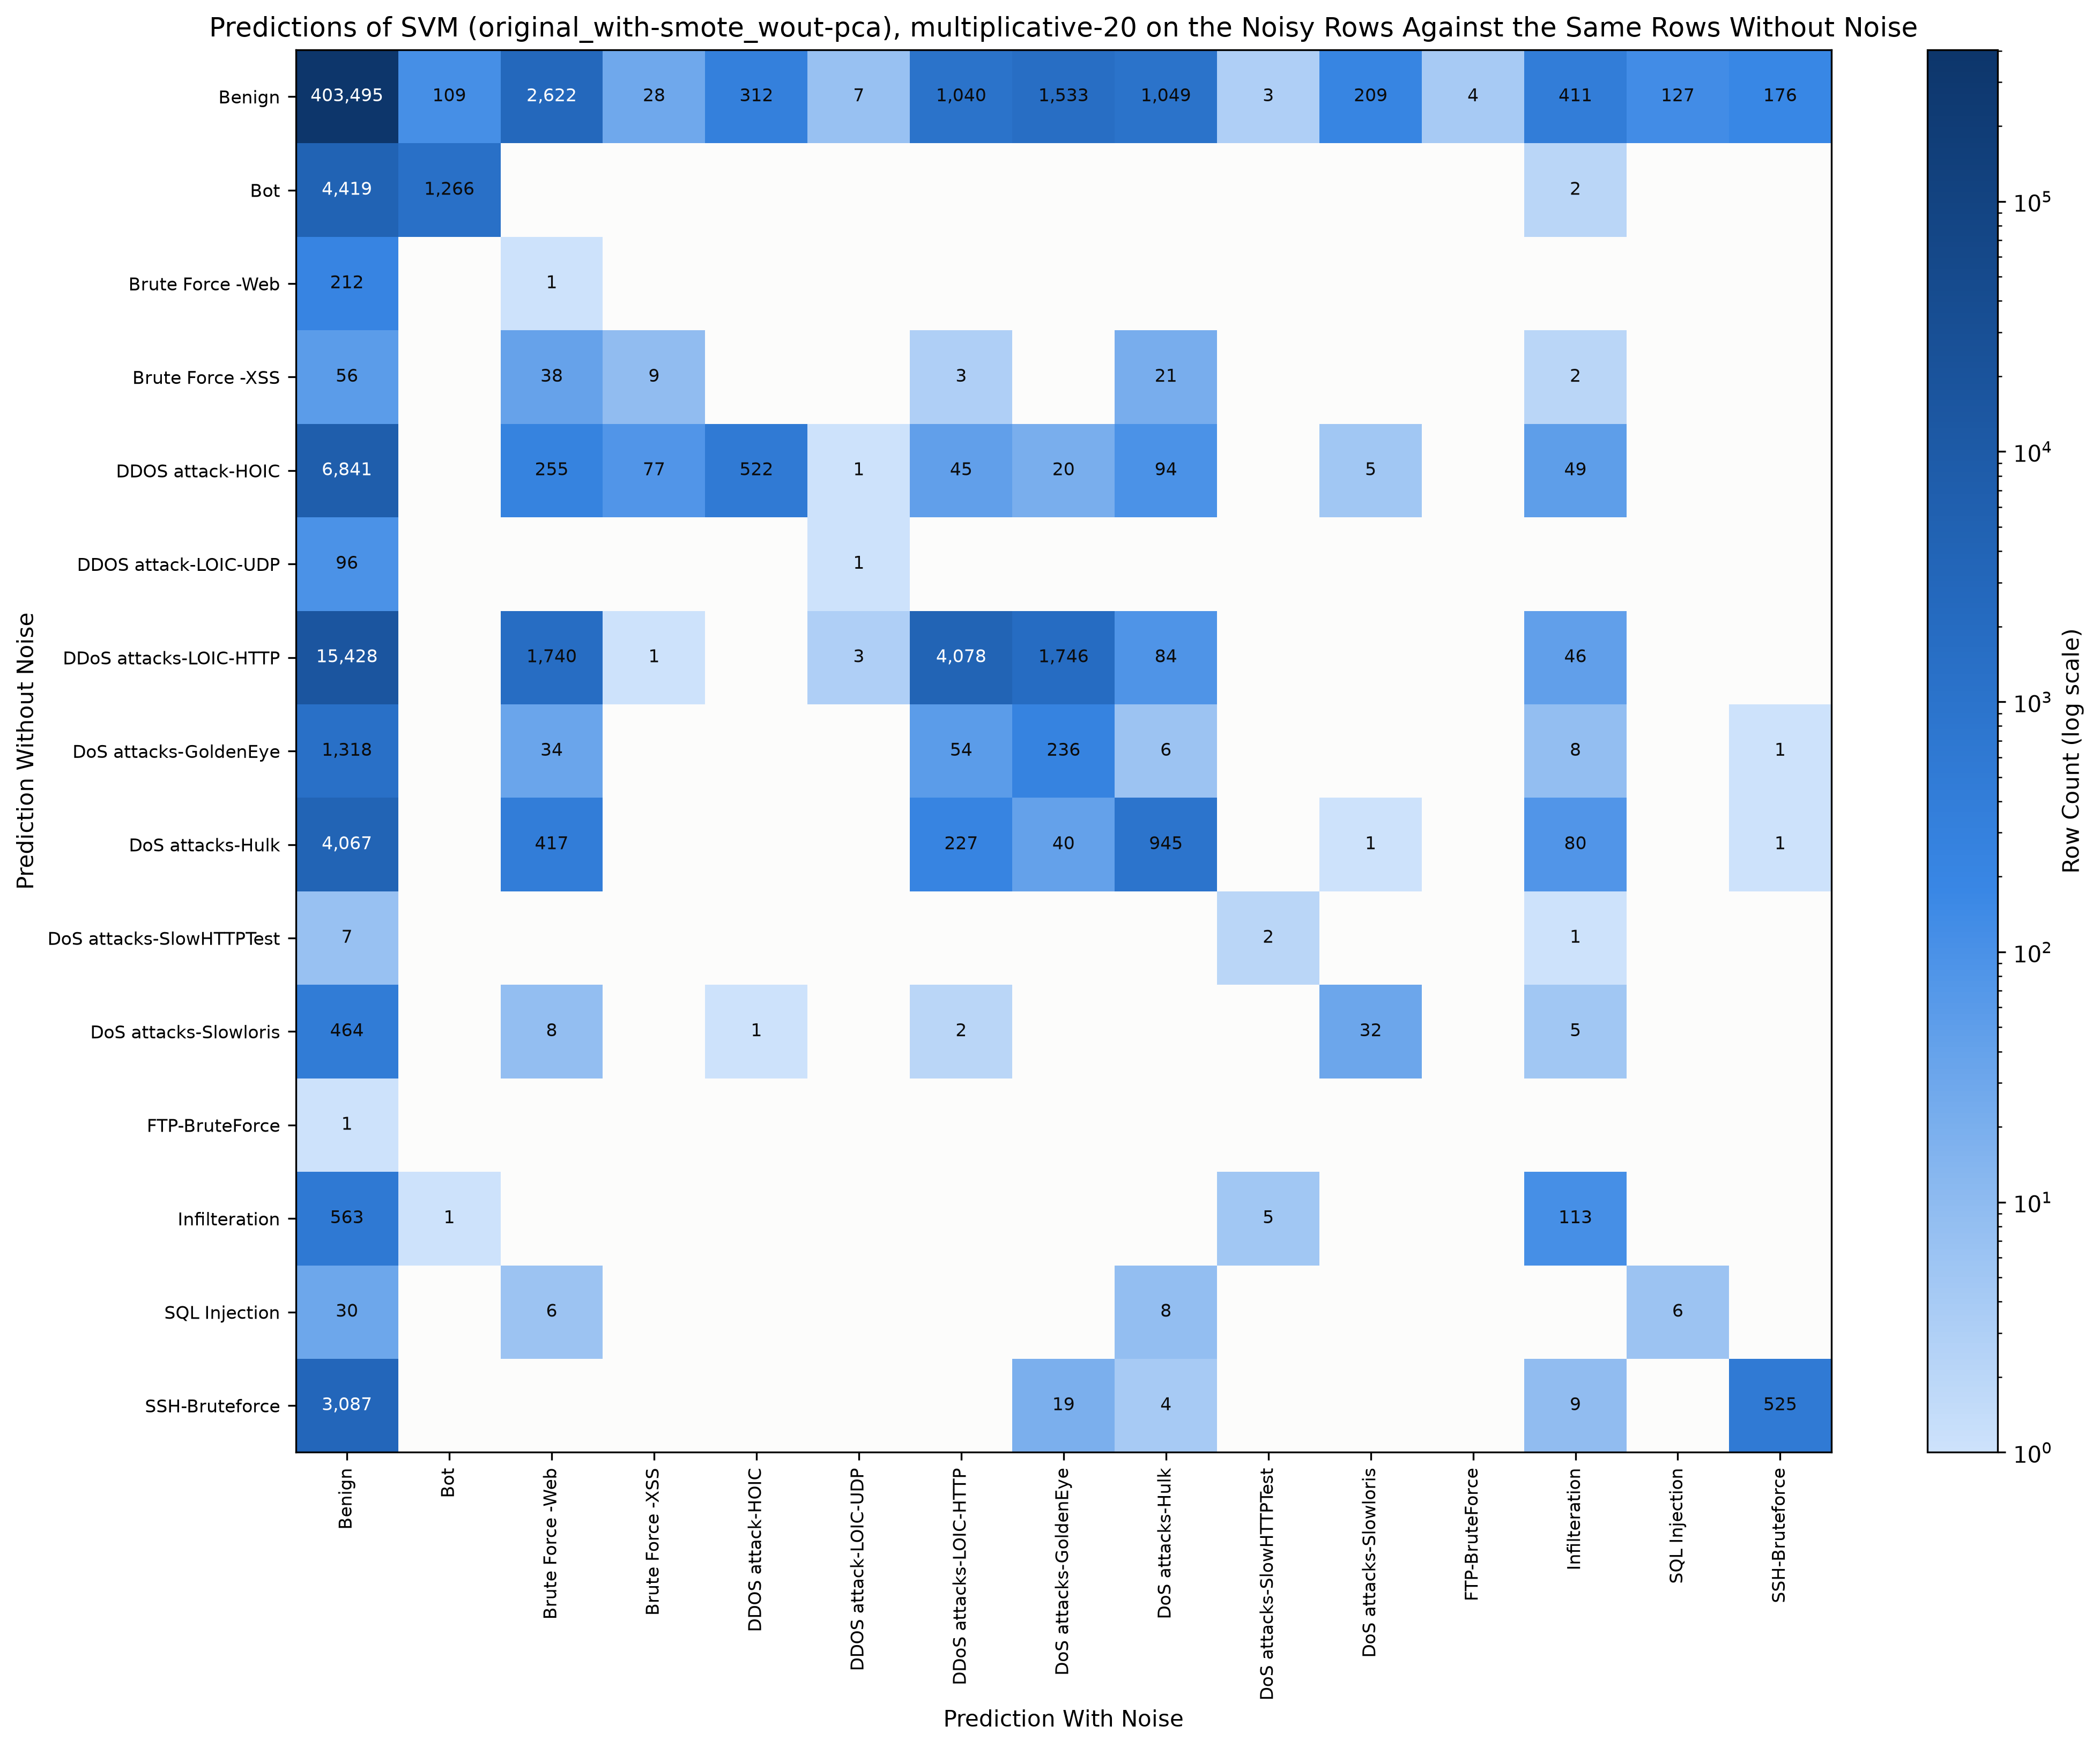 Predictions of SVM (original_with-smote_wout-pca), multiplicative-20 on the Noisy Rows Against the Same Rows Without Noise
Prediction Without Noise
Benign 403,495 109 2,622 28 312 7 1,040 1,533 1,049 3 209 4 411 127 176
Bot 4,419 1,266 2
Brute Force -Web 212 1
Brute Force -XSS 56 38 9 3 21 2
DDOS attack-HOIC 6,841 255 77 522 1 45 20 94 5 49
DDOS attack-LOIC-UDP 96 1
DDoS attacks-LOIC-HTTP 15,428 1,740 1 3 4,078 1,746 84 46
DoS attacks-GoldenEye 1,318 34 54 236 6 8 1
DoS attacks-Hulk 4,067 417 227 40 945 1 80 1
DoS attacks-SlowHTTPTest 7 2 1
DoS attacks-Slowloris 464 8 1 2 32 5
FTP-BruteForce 1
Infilteration 563 1 5 113
SQL Injection 30 6 8 6
SSH-Bruteforce 3,087 19 4 9 525
Benign
Bot
Brute Force -Web
Brute Force -XSS
DDOS attack-HOIC
DDOS attack-LOIC-UDP
DDoS attacks-LOIC-HTTP
DoS attacks-GoldenEye
DoS attacks-Hulk
DoS attacks-SlowHTTPTest
DoS attacks-Slowloris
FTP-BruteForce
Infilteration
SQL Injection
SSH-Bruteforce
Prediction With Noise
10⁵
10⁴
10³
10²
10¹
10⁰
Row Count (log scale)